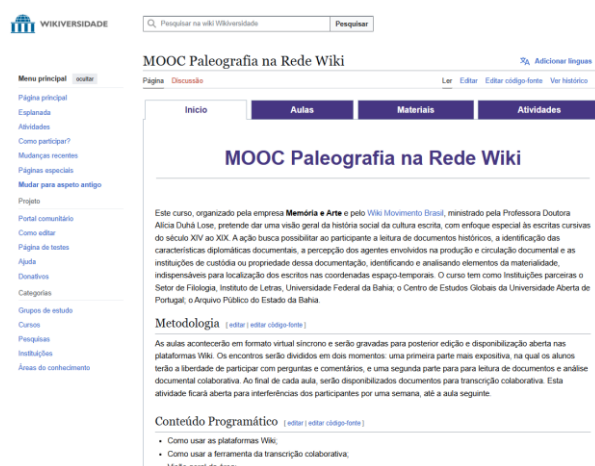 WIKIVERSIDADE
Pesquisar na wiki Wikiversidade
Pesquisar
MOOC Paleografia na Rede Wiki
Adicionar línguas
Página Discussão
Ler Editar Editar código-fonte Ver histórico
Menu principal ocultar
Página principal
Esplanada
Atividades
Como participar?
Mudanças recentes
Páginas especiais
Mudar para aspeto antigo
Projeto
Portal comunitário
Como editar
Página de testes
Ajuda
Donativos
Categorias
Grupos de estudo
Cursos
Pesquisas
Instituições
Áreas do conhecimento
Inicio Aulas Materiais Atividades
MOOC Paleografia na Rede Wiki
Este curso, organizado pela empresa Memória e Arte e pelo Wiki Movimento Brasil, ministrado pela Professora Doutora
Alícia Duhá Lose, pretende dar uma visão geral da história social da cultura escrita, com enfoque especial às escritas cursivas
do século XIV ao XIX. A ação busca possibilitar ao participante a leitura de documentos históricos, a identificação das
características diplomáticas documentais, a percepção dos agentes envolvidos na produção e circulação documental e as
instituições de custódia ou propriedade dessa documentação, identificando e analisando elementos da materialidade,
indispensáveis para localização dos escritos nas coordenadas espaço-temporais. O curso tem como Instituições parceiras o
Setor de Filologia, Instituto de Letras, Universidade Federal da Bahia; o Centro de Estudos Globais da Universidade Aberta de
Portugal; o Arquivo Público do Estado da Bahia.
Metodologia [ editar | editar código-fonte ]
As aulas acontecerão em formato virtual síncrono e serão gravadas para posterior edição e disponibilização aberta nas
plataformas Wiki. Os encontros serão divididos em dois momentos: uma primeira parte mais expositiva, na qual os alunos
terão a liberdade de participar com perguntas e comentários, e uma segunda parte para para leitura de documentos e análise
documental colaborativa. Ao final de cada aula, serão disponibilizados documentos para transcrição colaborativa. Esta
atividade ficará aberta para interferências dos participantes por uma semana, até a aula seguinte.
Conteúdo Programático [ editar | editar código-fonte ]
• Como usar as plataformas Wiki;
• Como usar a ferramenta da transcrição colaborativa;
• Visão geral da área;